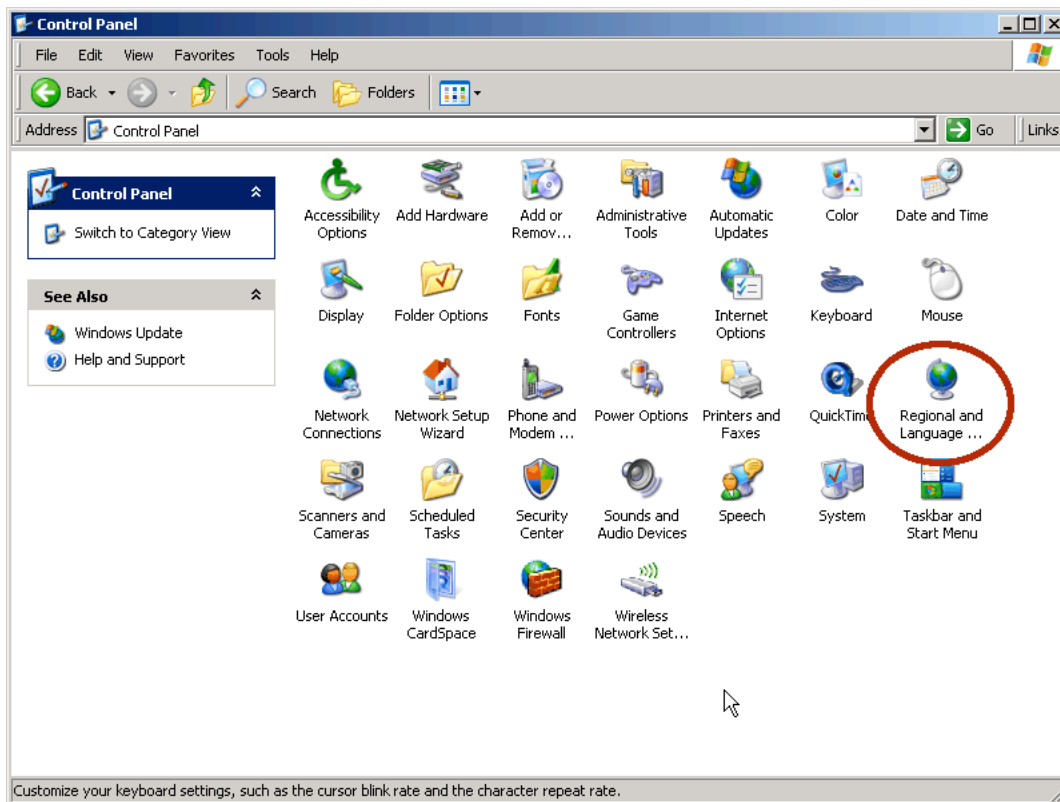 Control Panel
File Edit View Favorites Tools Help
Back Search Folders
Address Control Panel Go Links
Control Panel
Switch to Category View
See Also
Windows Update
Help and Support
Accessibility Options
Add Hardware
Add or Remov...
Administrative Tools
Automatic Updates
Color
Date and Time
Display
Folder Options
Fonts
Game Controllers
Internet Options
Keyboard
Mouse
Network Connections
Network Setup Wizard
Phone and Modem ...
Power Options
Printers and Faxes
QuickTime
Regional and Language ...
Scanners and Cameras
Scheduled Tasks
Security Center
Sounds and Audio Devices
Speech
System
Taskbar and Start Menu
User Accounts
Windows CardSpace
Windows Firewall
Wireless Network Set...
Customize your keyboard settings, such as the cursor blink rate and the character repeat rate.